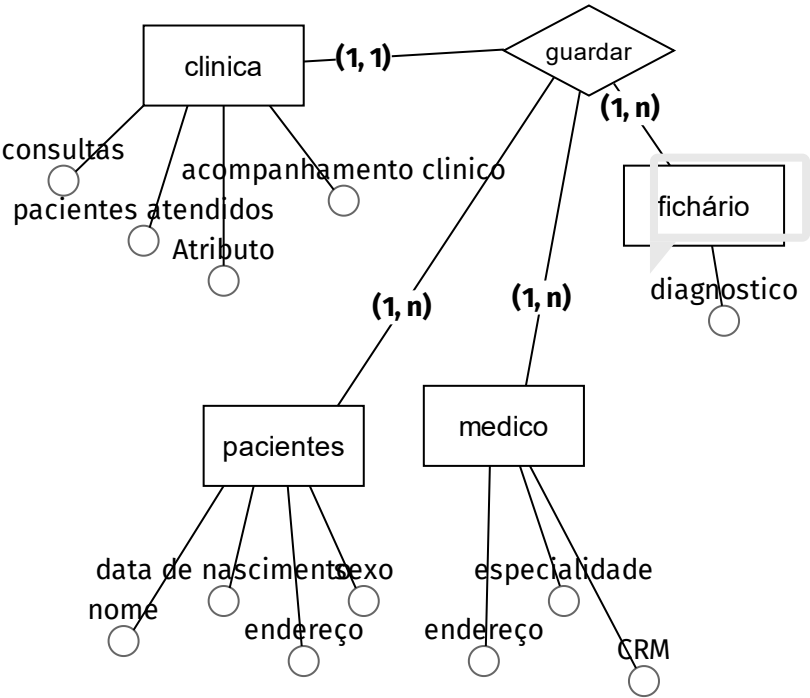 clinica
(1, 1)
guardar
(1, n)
consultas
acompanhamento clinico
pacientes atendidos
fichário
Atributo
diagnostico
(1, n)
(1, n)
pacientes
medico
data de nascimento
sexo
especialidade
nome
endereço
endereço
CRM